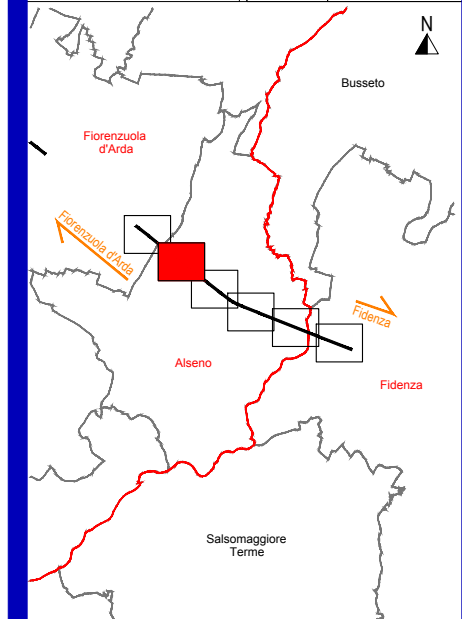 N
Busseto
Fiorenzuola
d'Arda
Fiorenzuola d'Arda
Fidenza
Alseno
Fidenza
Salsomaggiore
Terme